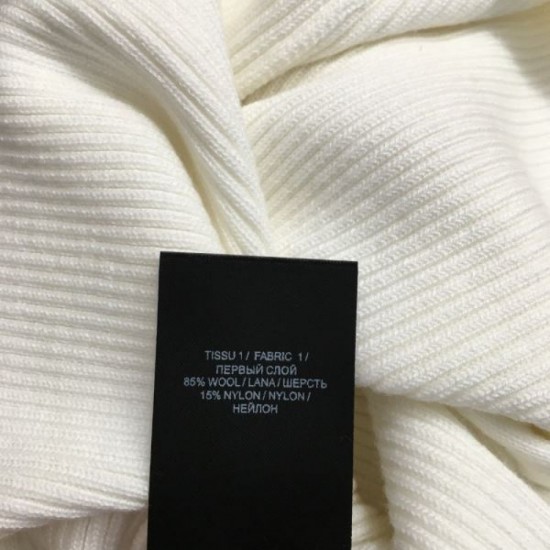 TISSU 1 / FABRIC 1 /
ПЕРВЫЙ СЛОЙ
85% WOOL / LANA / ШЕРСТЬ
15% NYLON / NYLON /
НЕЙЛОН